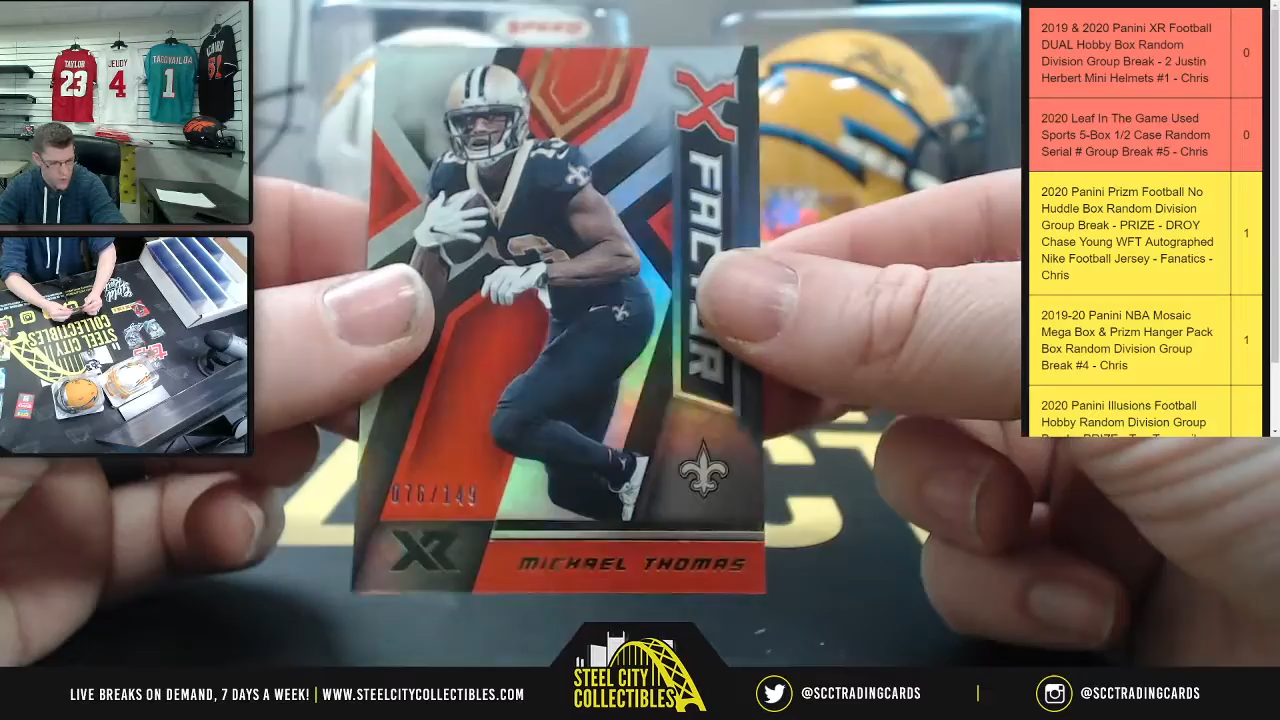 TAYLOR
23
JEUDY
4
TAGOVAILOA
1
X
FACTOR
076/149
XR
MICHAEL THOMAS
STEEL CITY
COLLECTIBLES
2019 & 2020 Panini XR Football
DUAL Hobby Box Random
Division Group Break - 2 Justin
Herbert Mini Helmets #1 - Chris
0
2020 Leaf In The Game Used
Sports 5-Box 1/2 Case Random
Serial # Group Break #5 - Chris
0
2020 Panini Prizm Football No
Huddle Box Random Division
Group Break - PRIZE - DROY
Chase Young WFT Autographed
Nike Football Jersey - Fanatics -
Chris
1
2019-20 Panini NBA Mosaic
Mega Box & Prizm Hanger Pack
Box Random Division Group
Break #4 - Chris
1
2020 Panini Illusions Football
Hobby Random Division Group
LIVE BREAKS ON DEMAND, 7 DAYS A WEEK! | WWW.STEELCITYCOLLECTIBLES.COM
STEEL CITY
COLLECTIBLES
@SCCTRADINGCARDS
|
@SCCTRADINGCARDS